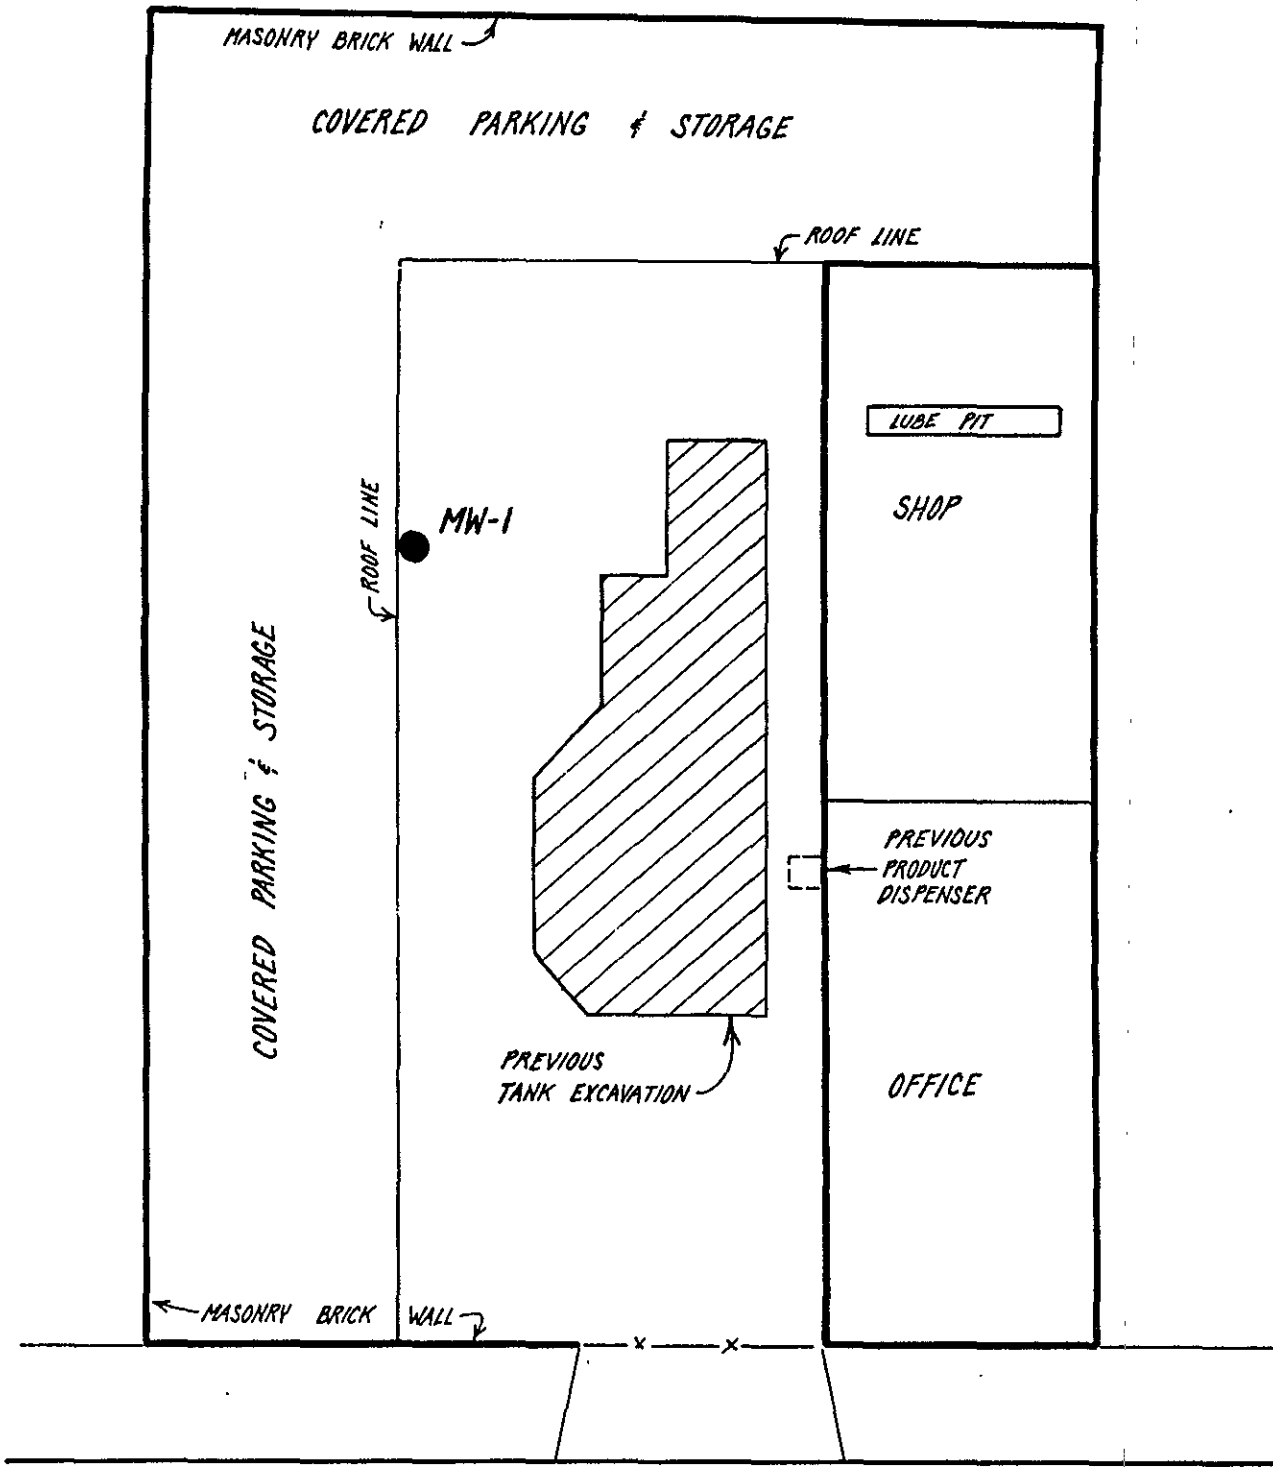 MASONRY BRICK WALL
COVERED PARKING & STORAGE
ROOF LINE
LUBE PIT
SHOP
MW-1
ROOF LINE
COVERED PARKING & STORAGE
PREVIOUS
PRODUCT
DISPENSER
PREVIOUS
TANK EXCAVATION
OFFICE
MASONRY BRICK WALL
X X